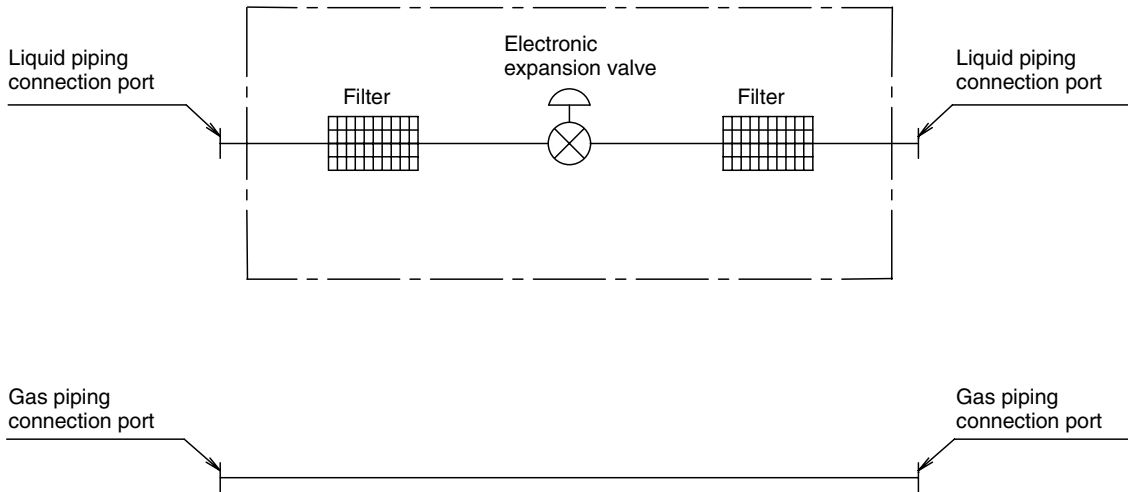 Electronic
expansion valve
Liquid piping
connection port
Liquid piping
connection port
Filter
Filter
Gas piping
connection port
Gas piping
connection port